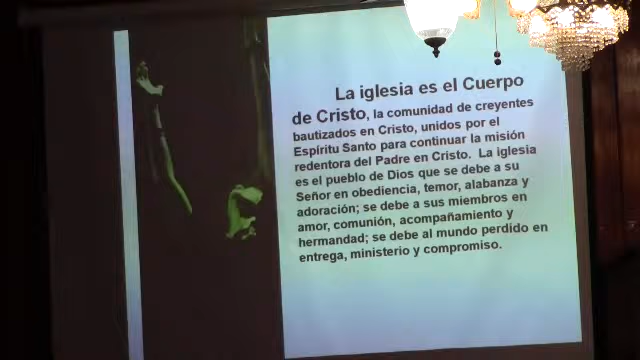 La iglesia es el Cuerpo
de Cristo, la comunidad de creyentes
bautizados en Cristo, unidos por el
Espíritu Santo para continuar la misión
redentora del Padre en Cristo. La iglesia
es el pueblo de Dios que se debe a su
Señor en obediencia, temor, alabanza y
adoración; se debe a sus miembros en
amor, comunión, acompañamiento y
hermandad; se debe al mundo perdido en
entrega, ministerio y compromiso.